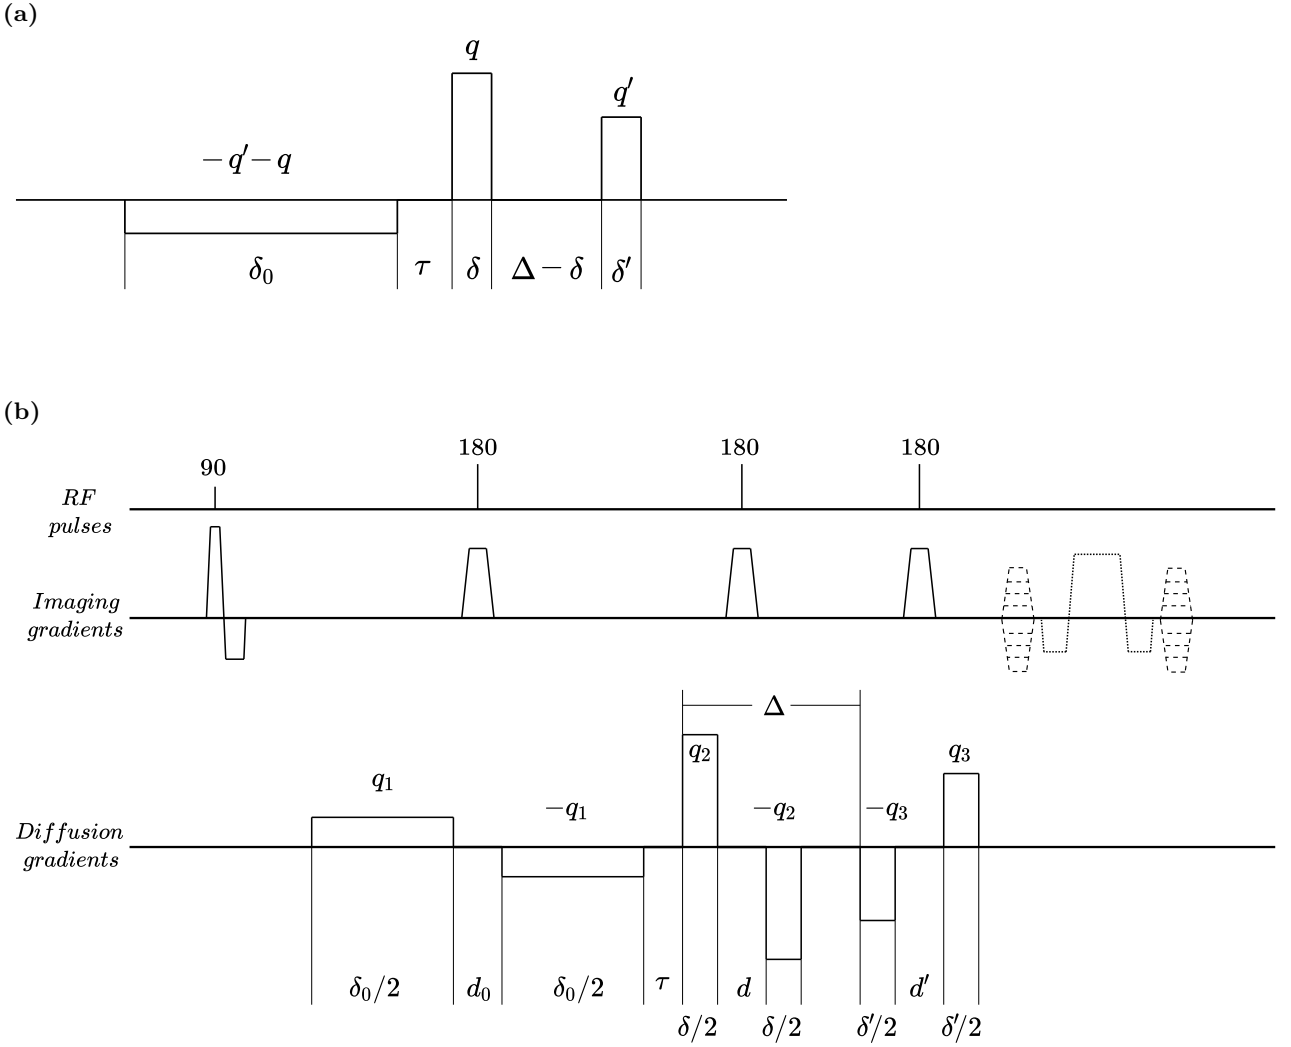 (a)
q
q′
− q′ − q
δ₀
τ
δ
Δ − δ
δ′
(b)
90
180
180
180
RF
pulses
Imaging
gradients
Δ
q₂
q₃
q₁
−q₁
−q₂
−q₃
Diffusion
gradients
δ₀/2
d₀
δ₀/2
τ
d
d′
δ/2
δ/2
δ′/2
δ′/2